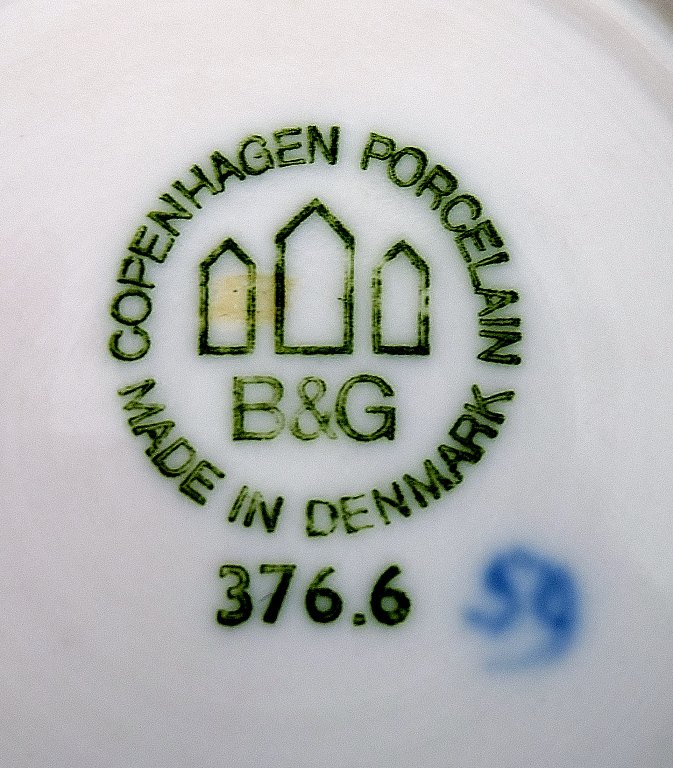 COPENHAGEN PORCELAIN
B&G
MADE IN DENMARK
376.6